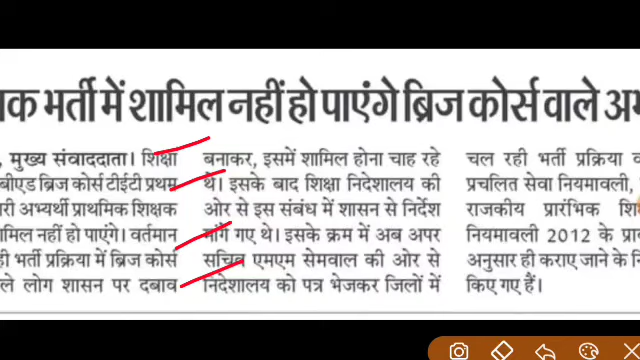 क भर्ती में शामिल नहीं हो पाएंगे ब्रिज कोर्स वाले अभ
, मुख्य संवाददाता। शिक्षा
बीएड ब्रिज कोर्स टीईटी प्रथम
री अभ्यर्थी प्राथमिक शिक्षक
ामिल नहीं हो पाएंगे। वर्तमान
ही भर्ती प्रक्रिया में ब्रिज कोर्स
ले लोग शासन पर दबाव
बनाकर, इसमें शामिल होना चाह रहे
थे। इसके बाद शिक्षा निदेशालय की
ओर से इस संबंध में शासन से निर्देश
मांगे गए थे। इसके क्रम में अब अपर
सचिव एमएम सेमवाल की ओर से
निदेशालय को पत्र भेजकर जिलों में
चल रही भर्ती प्रक्रिया व
प्रचलित सेवा नियमावली,
राजकीय प्रारंभिक शि
नियमावली 2012 के प्रा
अनुसार ही कराए जाने के नि
किए गए हैं।